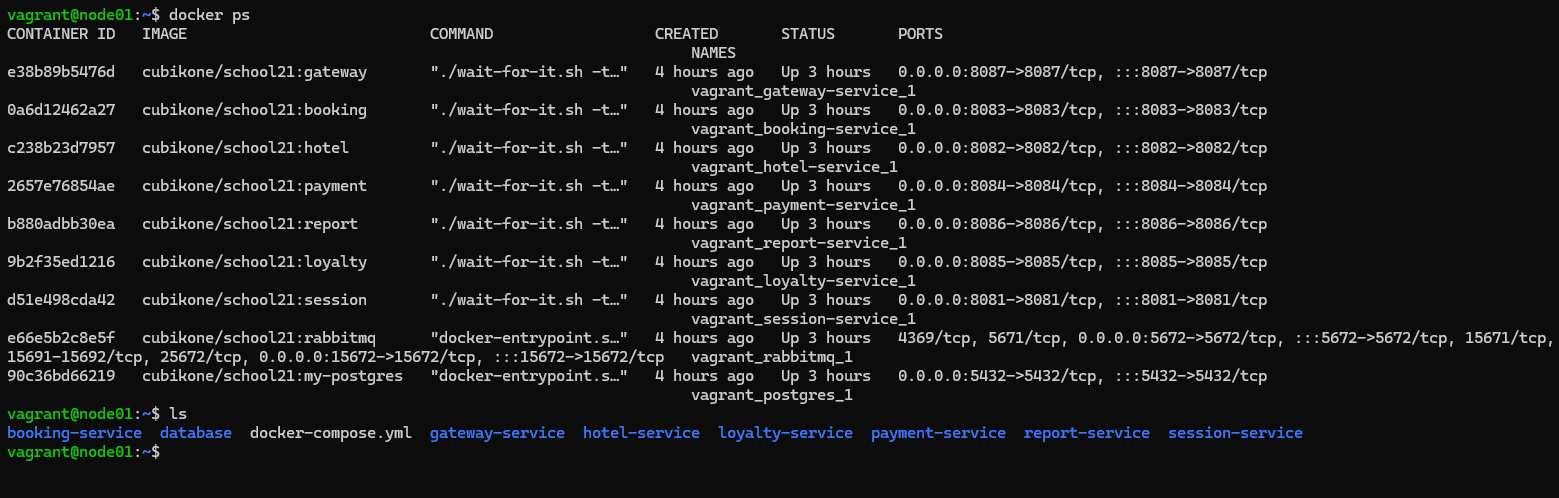 vagrant@node01:~$ docker ps
CONTAINER ID   IMAGE                           COMMAND                  CREATED       STATUS       PORTS
                                                                            NAMES
e38b89b5476d   cubikone/school21:gateway       "./wait-for-it.sh -t…"   4 hours ago   Up 3 hours   0.0.0.0:8087->8087/tcp, :::8087->8087/tcp
                                                                            vagrant_gateway-service_1
0a6d12462a27   cubikone/school21:booking       "./wait-for-it.sh -t…"   4 hours ago   Up 3 hours   0.0.0.0:8083->8083/tcp, :::8083->8083/tcp
                                                                            vagrant_booking-service_1
c238b23d7957   cubikone/school21:hotel         "./wait-for-it.sh -t…"   4 hours ago   Up 3 hours   0.0.0.0:8082->8082/tcp, :::8082->8082/tcp
                                                                            vagrant_hotel-service_1
2657e76854ae   cubikone/school21:payment       "./wait-for-it.sh -t…"   4 hours ago   Up 3 hours   0.0.0.0:8084->8084/tcp, :::8084->8084/tcp
                                                                            vagrant_payment-service_1
b880adbb30ea   cubikone/school21:report        "./wait-for-it.sh -t…"   4 hours ago   Up 3 hours   0.0.0.0:8086->8086/tcp, :::8086->8086/tcp
                                                                            vagrant_report-service_1
9b2f35ed1216   cubikone/school21:loyalty       "./wait-for-it.sh -t…"   4 hours ago   Up 3 hours   0.0.0.0:8085->8085/tcp, :::8085->8085/tcp
                                                                            vagrant_loyalty-service_1
d51e498cda42   cubikone/school21:session       "./wait-for-it.sh -t…"   4 hours ago   Up 3 hours   0.0.0.0:8081->8081/tcp, :::8081->8081/tcp
                                                                            vagrant_session-service_1
e66e5b2c8e5f   cubikone/school21:rabbitmq      "docker-entrypoint.s…"   4 hours ago   Up 3 hours   4369/tcp, 5671/tcp, 0.0.0.0:5672->5672/tcp, :::5672->5672/tcp, 15671/tcp,
15691-15692/tcp, 25672/tcp, 0.0.0.0:15672->15672/tcp, :::15672->15672/tcp   vagrant_rabbitmq_1
90c36bd66219   cubikone/school21:my-postgres   "docker-entrypoint.s…"   4 hours ago   Up 3 hours   0.0.0.0:5432->5432/tcp, :::5432->5432/tcp
                                                                            vagrant_postgres_1
vagrant@node01:~$ ls
booking-service  database  docker-compose.yml  gateway-service  hotel-service  loyalty-service  payment-service  report-service  session-service
vagrant@node01:~$